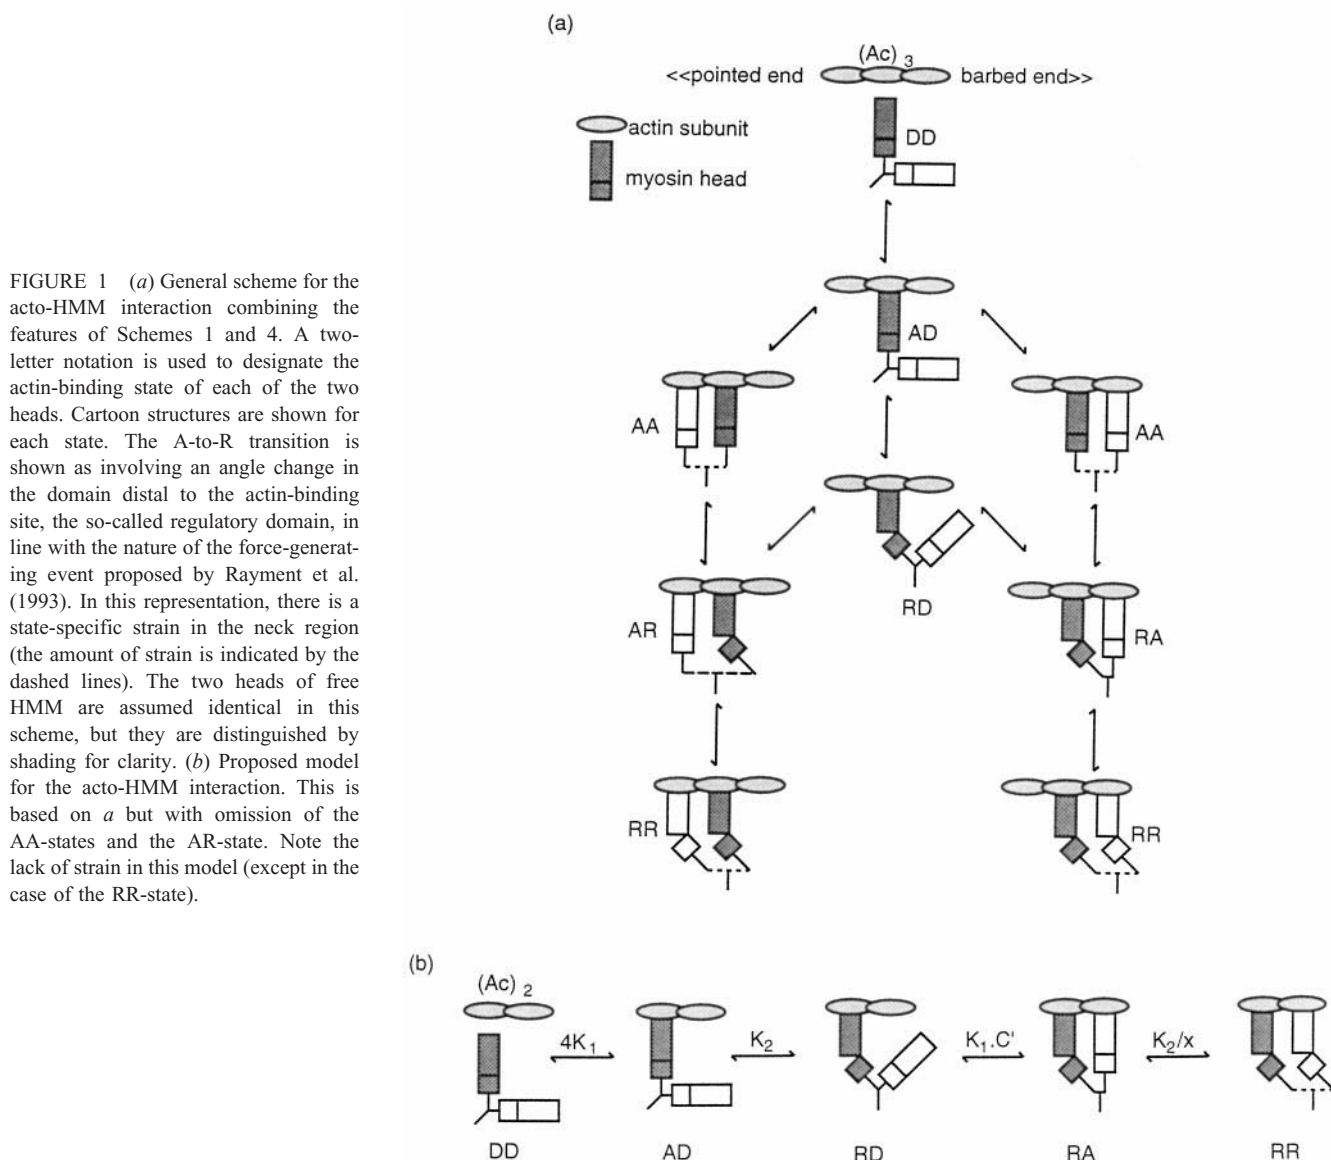 FIGURE 1 (a) General scheme for the
acto-HMM interaction combining the
features of Schemes 1 and 4. A two-
letter notation is used to designate the
actin-binding state of each of the two
heads. Cartoon structures are shown for
each state. The A-to-R transition is
shown as involving an angle change in
the domain distal to the actin-binding
site, the so-called regulatory domain, in
line with the nature of the force-generat-
ing event proposed by Rayment et al.
(1993). In this representation, there is a
state-specific strain in the neck region
(the amount of strain is indicated by the
dashed lines). The two heads of free
HMM are assumed identical in this
scheme, but they are distinguished by
shading for clarity. (b) Proposed model
for the acto-HMM interaction. This is
based on a but with omission of the
AA-states and the AR-state. Note the
lack of strain in this model (except in the
case of the RR-state).
(a)
(Ac) 3
<<pointed end
barbed end>>
actin subunit
myosin head
DD
AD
AA
AA
RD
AR
RA
RR
RR
(b)
(Ac) 2
4K1
K2
K1.C'
K2/x
DD
AD
RD
RA
RR